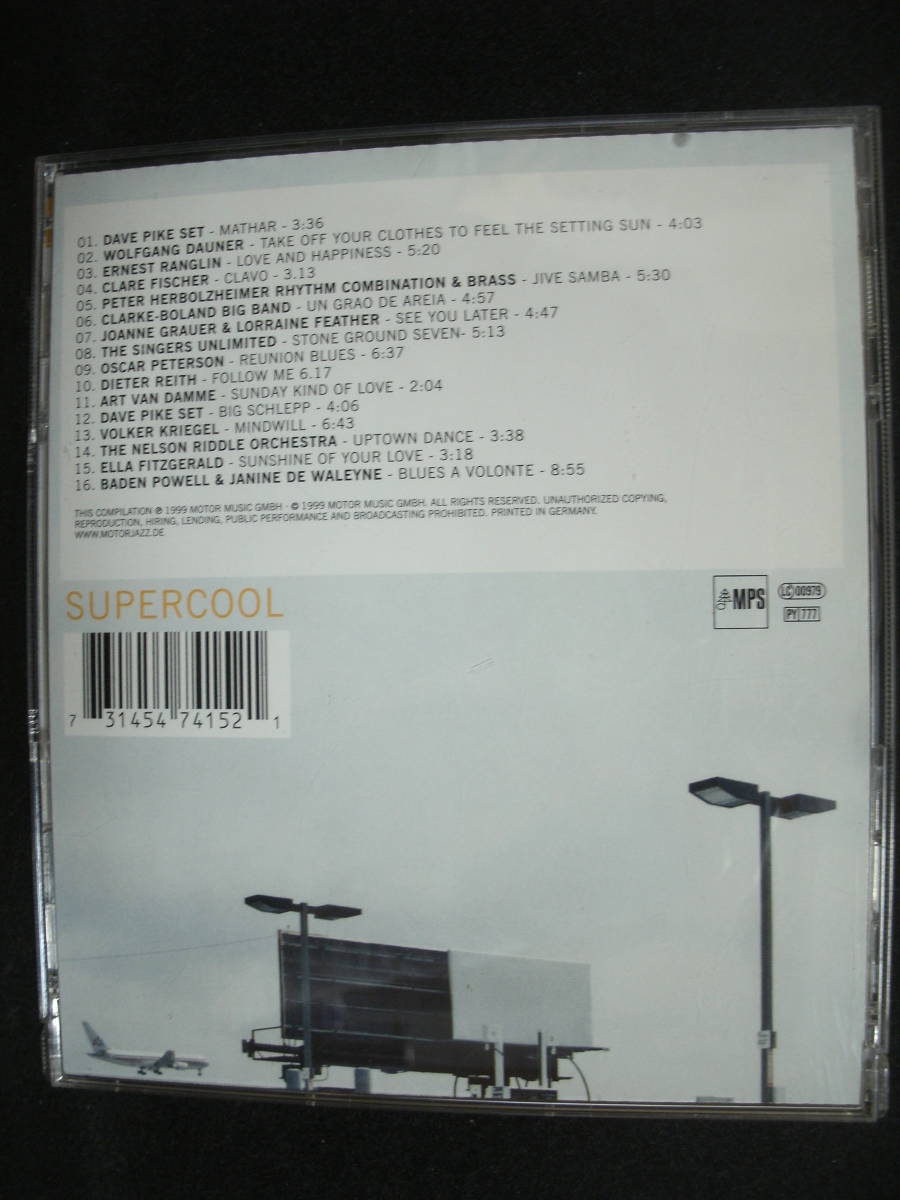 01. DAVE PIKE SET - MATHAR - 3:36
02. WOLFGANG DAUNER - TAKE OFF YOUR CLOTHES TO FEEL THE SETTING SUN - 4:03
03. ERNEST RANGLIN - LOVE AND HAPPINESS - 5:20
04. CLARE FISCHER - CLAVO - 3.13
05. PETER HERBOLZHEIMER RHYTHM COMBINATION & BRASS - JIVE SAMBA - 5:30
06. CLARKE-BOLAND BIG BAND - UN GRAO DE AREIA - 4:57
07. JOANNE GRAUER & LORRAINE FEATHER - SEE YOU LATER - 4:47
08. THE SINGERS UNLIMITED - STONE GROUND SEVEN- 5:13
09. OSCAR PETERSON - REUNION BLUES - 6:37
10. DIETER REITH - FOLLOW ME 6.17
11. ART VAN DAMME - SUNDAY KIND OF LOVE - 2:04
12. DAVE PIKE SET - BIG SCHLEPP - 4:06
13. VOLKER KRIEGEL - MINDWILL - 6:43
14. THE NELSON RIDDLE ORCHESTRA - UPTOWN DANCE - 3:38
15. ELLA FITZGERALD - SUNSHINE OF YOUR LOVE - 3:18
16. BADEN POWELL & JANINE DE WALEYNE - BLUES A VOLONTE - 8:55
THIS COMPILATION ℗ 1999 MOTOR MUSIC GMBH · © 1999 MOTOR MUSIC GMBH. ALL RIGHTS RESERVED. UNAUTHORIZED COPYING,
REPRODUCTION, HIRING, LENDING, PUBLIC PERFORMANCE AND BROADCASTING PROHIBITED. PRINTED IN GERMANY.
WWW.MOTORJAZZ.DE
SUPERCOOL
MPS
LC 00979
PY 777
7 31454 74152 1